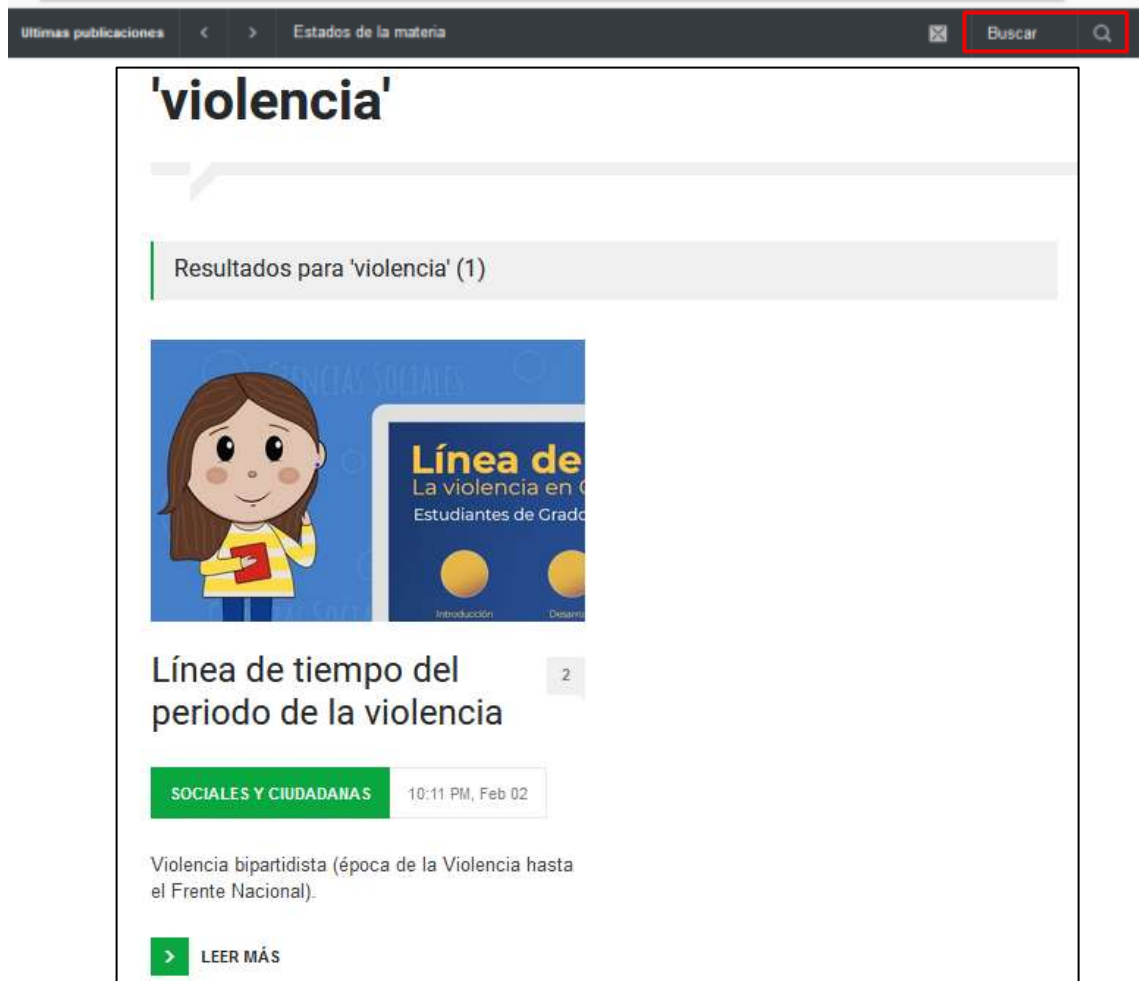 Ultimas publicaciones < > Estados de la materia Buscar
'violencia'
Resultados para 'violencia' (1)
CIENCIAS SOCIALES
Línea de
La violencia en
Estudiantes de Grado
Introducción
Línea de tiempo del 2
periodo de la violencia
SOCIALES Y CIUDADANAS 10:11 PM, Feb 02
Violencia bipartidista (época de la Violencia hasta
el Frente Nacional).
> LEER MÁS